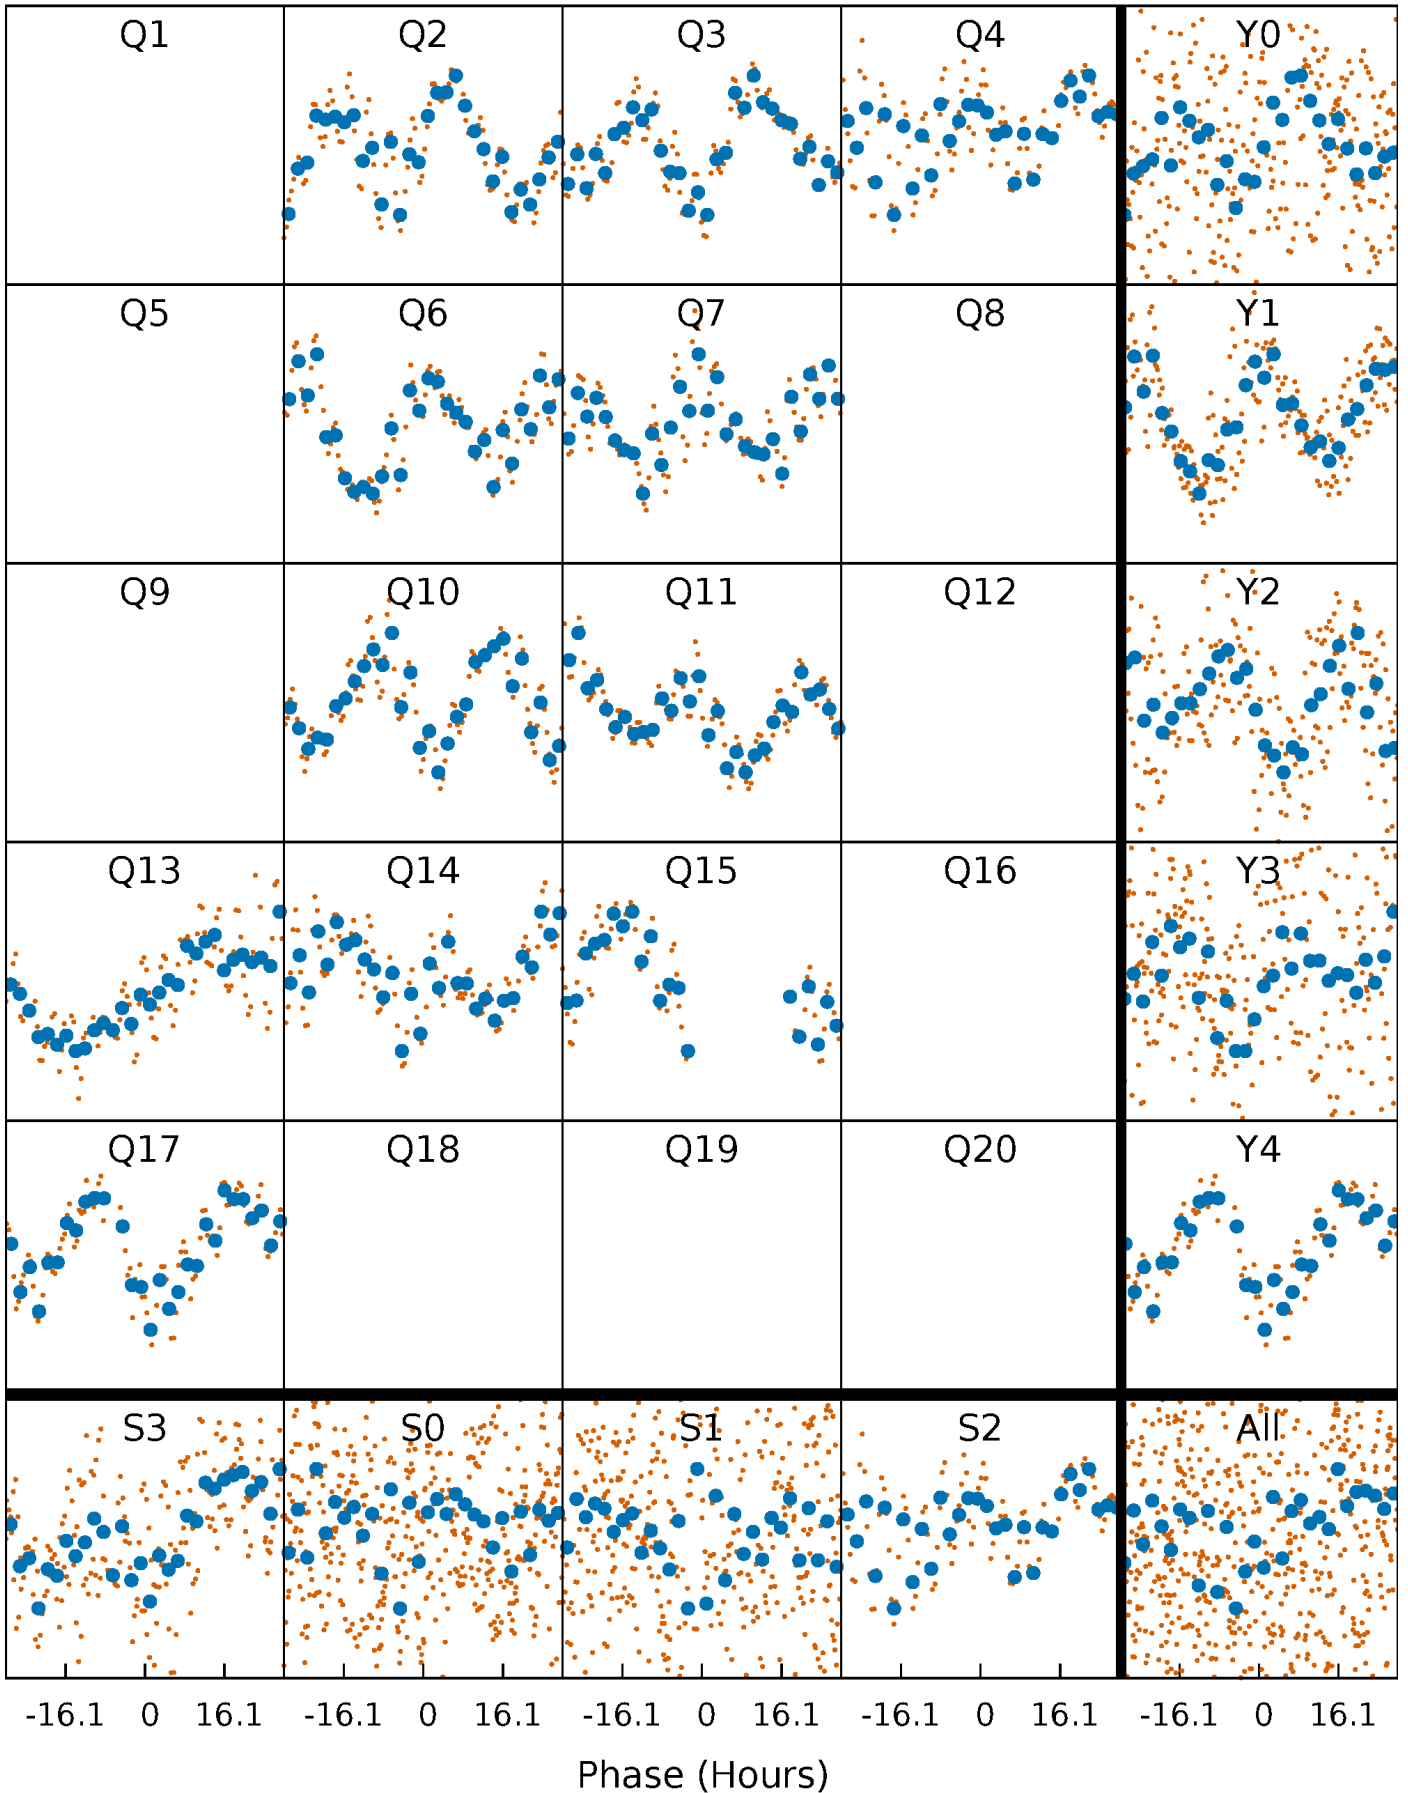 Q1 Q2 Q3 Q4 Y0
Q5 Q6 Q7 Q8 Y1
Q9 Q10 Q11 Q12 Y2
Q13 Q14 Q15 Q16 Y3
Q17 Q18 Q19 Q20 Y4
S3 S0 S1 S2 All
-16.1 0 16.1 -16.1 0 16.1 -16.1 0 16.1 -16.1 0 16.1 -16.1 0 16.1
Phase (Hours)